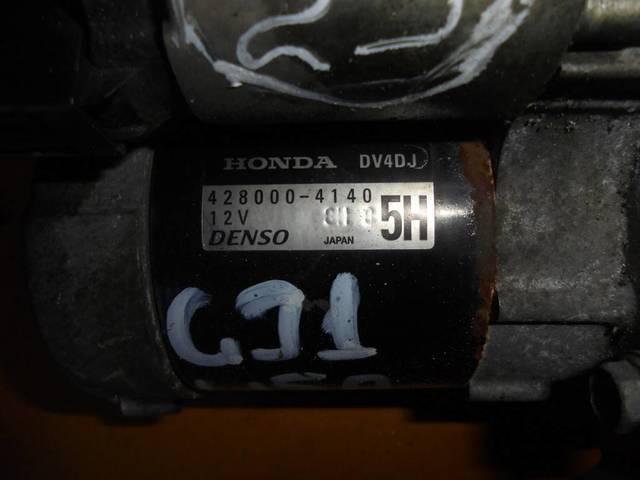 HONDA DV4DJ
428000-4140
12V 5H
DENSO JAPAN
GJ1